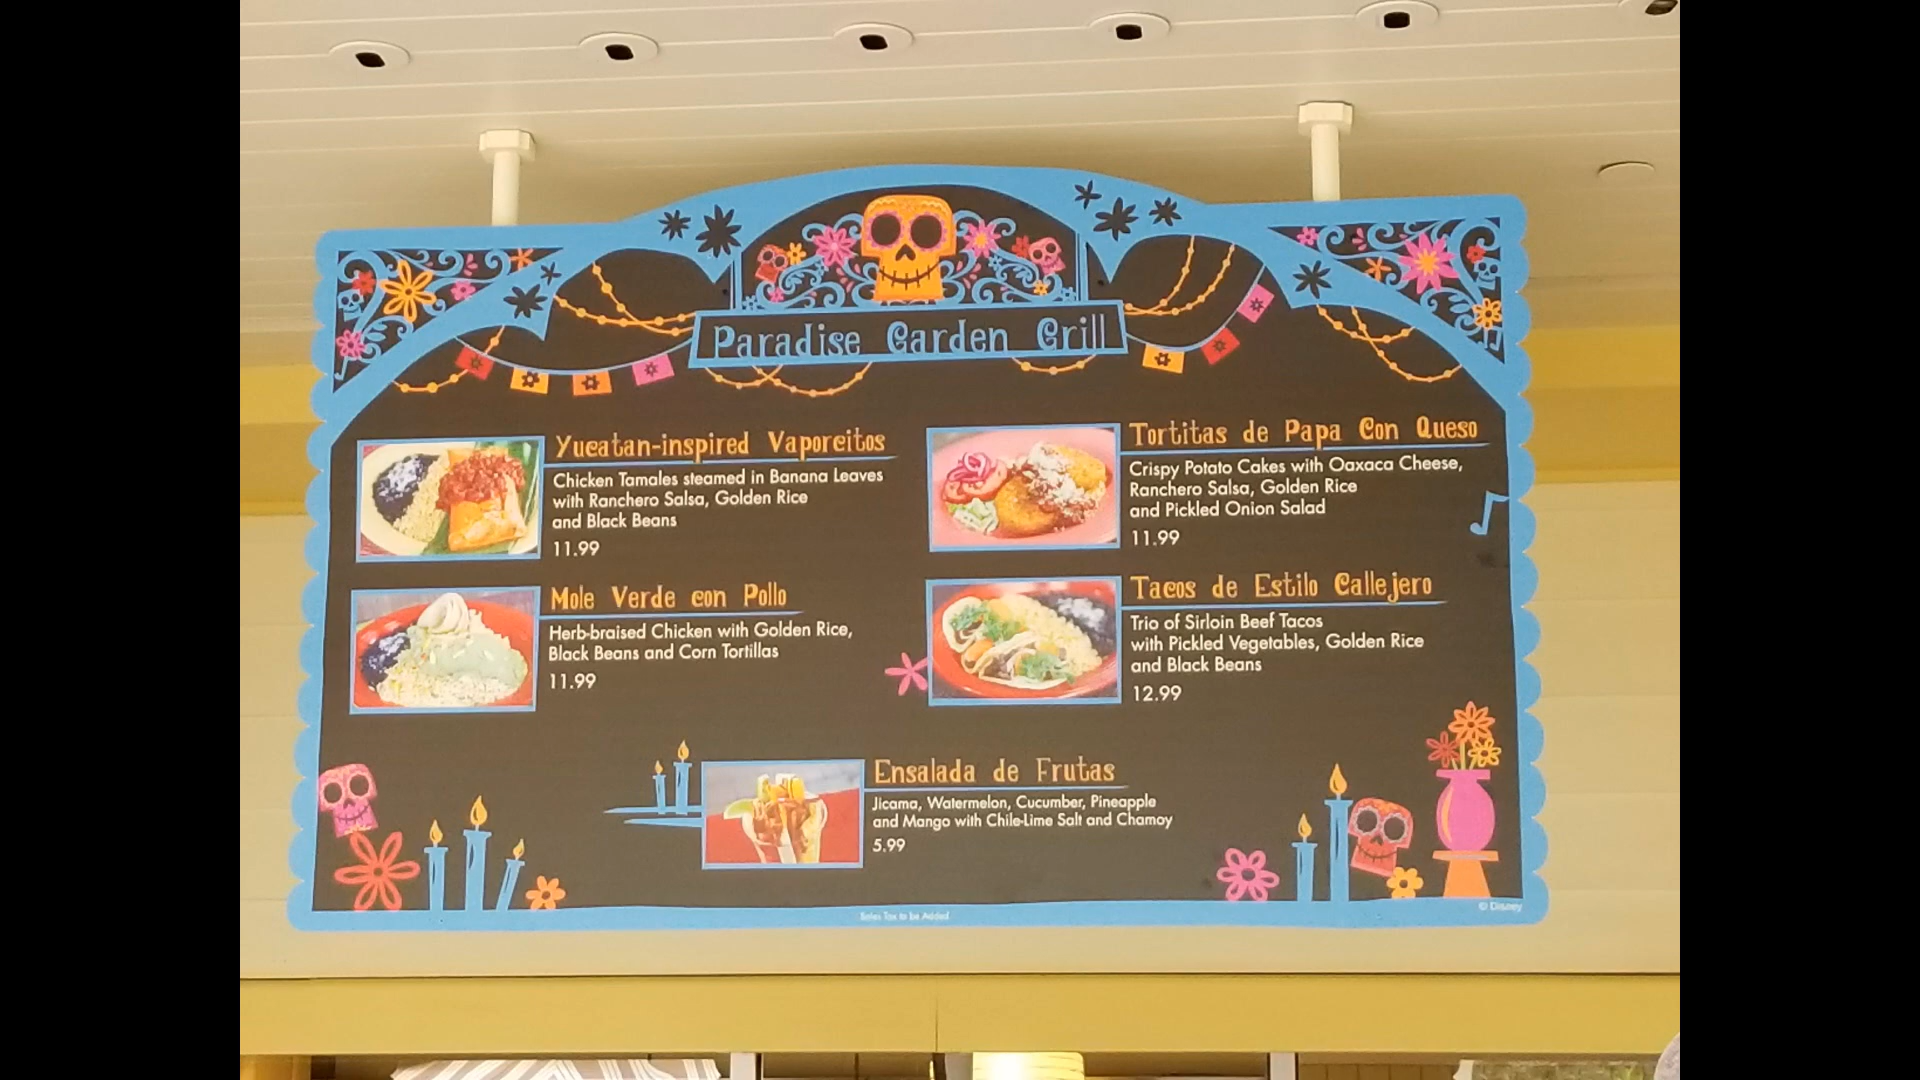 Paradise Garden Grill
Yucatan-inspired Vaporcitos
Chicken Tamales steamed in Banana Leaves
with Ranchero Salsa, Golden Rice
and Black Beans
11.99
Mole Verde con Pollo
Herb-braised Chicken with Golden Rice,
Black Beans and Corn Tortillas
11.99
Tortitas de Papa Con Queso
Crispy Potato Cakes with Oaxaca Cheese,
Ranchero Salsa, Golden Rice
and Pickled Onion Salad
11.99
Tacos de Estilo Callejero
Trio of Sirloin Beef Tacos
with Pickled Vegetables, Golden Rice
and Black Beans
12.99
Ensalada de Frutas
Jicama, Watermelon, Cucumber, Pineapple
and Mango with Chile-Lime Salt and Chamoy
5.99
Sales Tax to be Added
© Disney